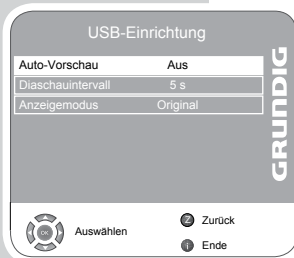 USB-Einrichtung
Auto-Vorschau Aus
Diaschauintervall 5 s
Anzeigemodus Original
GRUNDIG
OK Auswählen
Z Zurück
i Ende